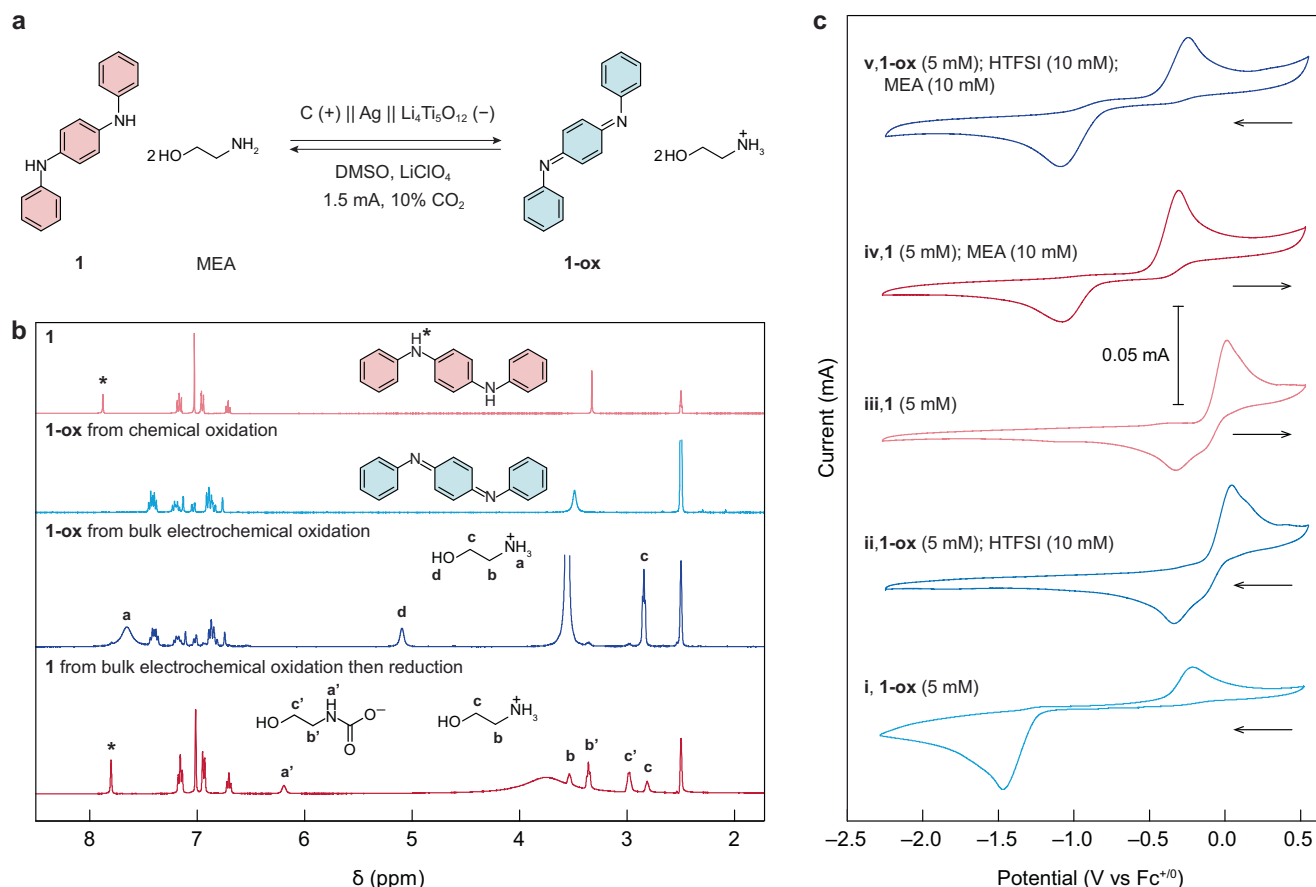 a
NH
HN
2HO
NH2
1
MEA
C (+) || Ag || Li4Ti5O12 (−)
DMSO, LiClO4
1.5 mA, 10% CO2
N
N
2HO
+
NH3
1-ox
b
1
H*
N
N
H
*
1-ox from chemical oxidation
N
N
1-ox from bulk electrochemical oxidation
c
HO
+
NH3
d
b
a
a
d
c
1 from bulk electrochemical oxidation then reduction
a'
c'
H
HO
N
O−
b'
O
c
HO
+
NH3
b
*
a'
b
b'
c'
c
8
7
6
5
4
3
2
δ (ppm)
c
v,1-ox (5 mM); HTFSI (10 mM);
MEA (10 mM)
iv,1 (5 mM); MEA (10 mM)
0.05 mA
iii,1 (5 mM)
ii,1-ox (5 mM); HTFSI (10 mM)
i, 1-ox (5 mM)
Current (mA)
−2.5
−2.0
−1.5
−1.0
−0.5
0.0
0.5
Potential (V vs Fc+/0)